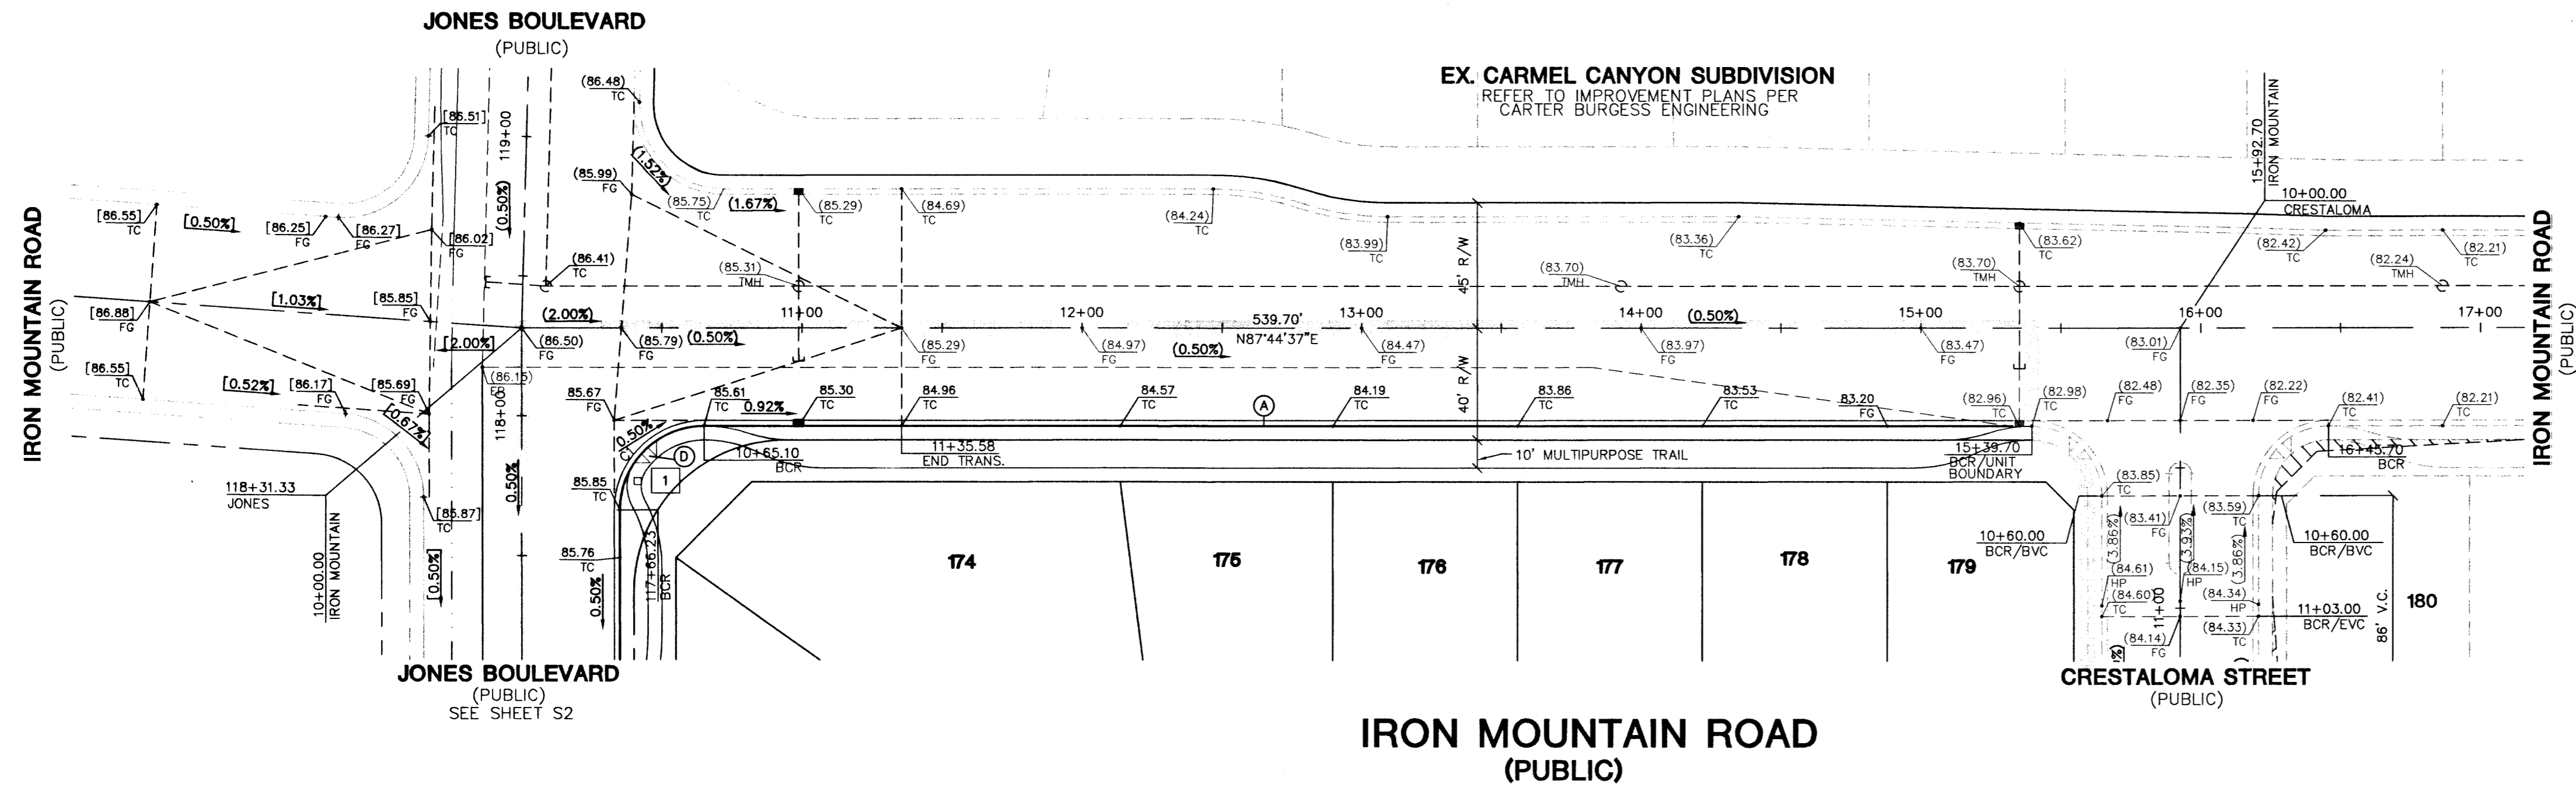 JONES BOULEVARD
(PUBLIC)
EX. CARMEL CANYON SUBDIVISION
REFER TO IMPROVEMENT PLANS PER
CARTER BURGESS ENGINEERING
(86.48)
TC
[86.51]
TC
119+00
(0.50%)
(1.52%)
(85.99)
FG
(85.75)
TC
(1.67%)
(85.29)
TC
(84.69)
TC
(84.24)
TC
(83.99)
TC
(83.36)
TC
(83.62)
TC
15+92.70
IRON MOUNTAIN
10+00.00
CRESTALOMA
(82.42)
TC
(82.21)
TC
IRON MOUNTAIN ROAD
(PUBLIC)
[86.55]
TC
[0.50%]
[86.25]
FG
[86.27]
FG
[86.02]
FG
(86.41)
TC
(85.31)
TMH
45' R/W
(83.70)
TMH
(83.70)
TMH
(82.24)
TMH
IRON MOUNTAIN ROAD
(PUBLIC)
[86.88]
FG
[1.03%]
[85.85]
FG
[2.00%]
(2.00%)
(86.50)
FG
(85.79)
FG
(0.50%)
11+00
(85.29)
FG
12+00
(84.97)
FG
(0.50%)
539.70'
N87°44'37"E
13+00
(84.47)
FG
14+00
(83.97)
FG
(0.50%)
15+00
(83.47)
FG
(83.01)
FG
16+00
17+00
[86.55]
TC
[0.52%]
[86.17]
FG
[85.69]
FG
[0.67%]
(86.15)
FG
118+00
85.67
FG
85.61
TC
0.92%
85.30
TC
84.96
TC
84.57
TC
A
84.19
TC
40' R/W
83.86
TC
83.53
TC
83.20
FG
(82.96)
TC
(82.98)
TC
(82.48)
FG
(82.35)
FG
(82.22)
FG
(82.41)
TC
(82.21)
TC
0.50%
D
1
10+65.10
BCR
11+35.58
END TRANS.
10' MULTIPURPOSE TRAIL
15+39.70
BCR/UNIT
BOUNDARY
16+45.70
BCR
118+31.33
JONES
10+00.00
IRON MOUNTAIN
[85.87]
TC
[0.50%]
0.50%
85.85
TC
85.76
TC
0.50%
117+66.23
BCR
174
175
176
177
178
179
10+60.00
BCR/BVC
(83.85)
TC
(83.41)
FG
(83.59)
TC
10+60.00
BCR/BVC
(3.86%)
(3.93%)
(3.86%)
(84.61)
HP
(84.15)
HP
(84.60)
TC
11+00
(84.34)
HP
(84.14)
FG
(84.33)
TC
11+03.00
BCR/EVC
86' V.C.
180
JONES BOULEVARD
(PUBLIC)
SEE SHEET S2
CRESTALOMA STREET
(PUBLIC)
IRON MOUNTAIN ROAD
(PUBLIC)